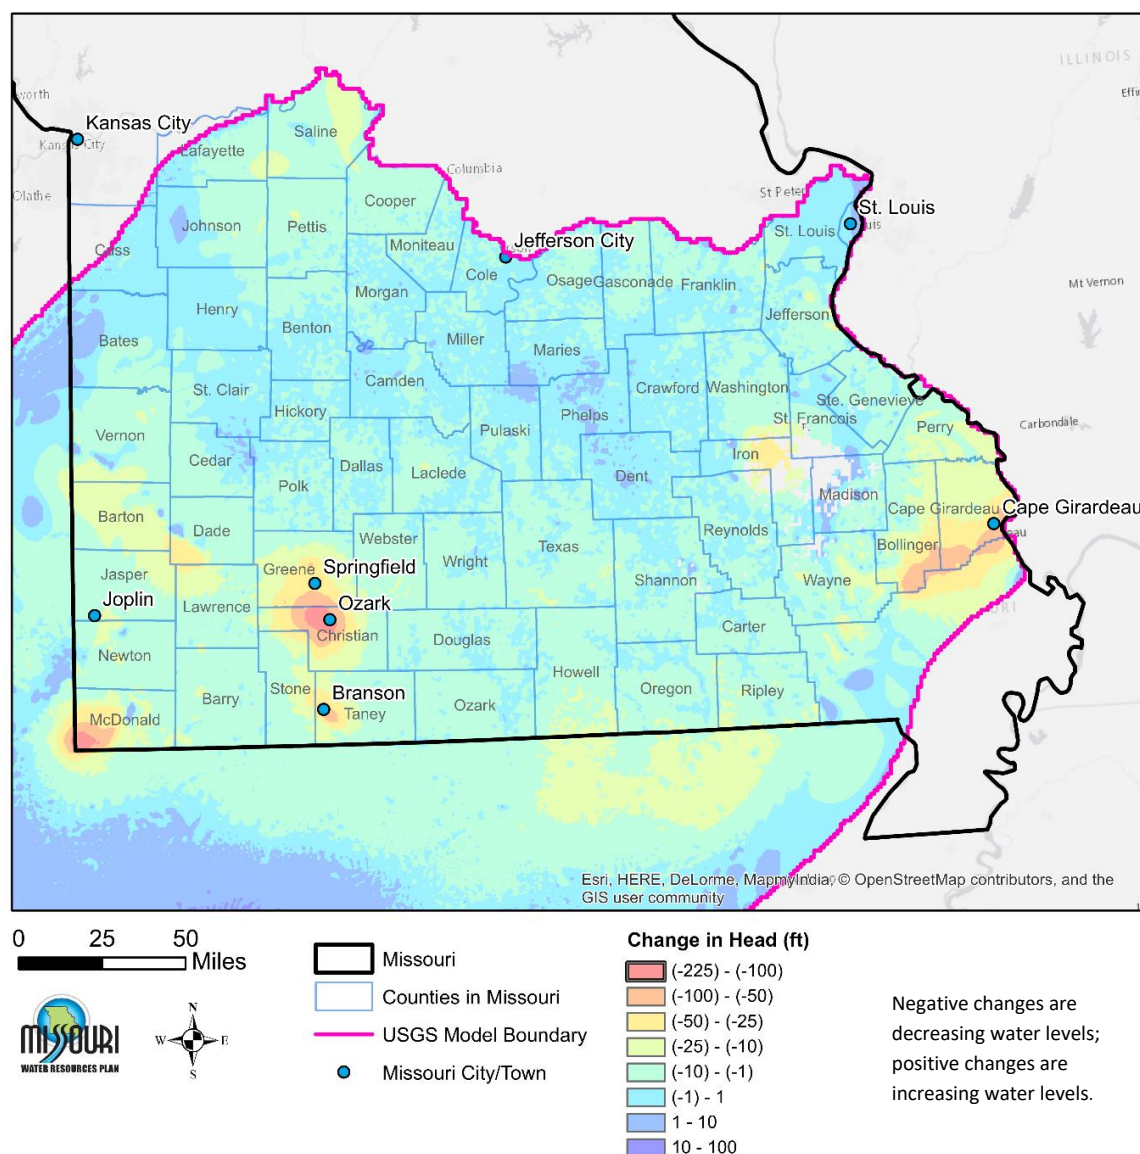 ILLINOIS
Effin
worth
Kansas City
Kansas City
Olathe
Saline
Lafayette
Columbia
St Peter
St. Louis
St. Louis
uis
Cooper
Johnson
Pettis
Moniteau
Jefferson City
Cass
Cole
Osage
Gasconade
Franklin
Mt Vernon
Morgan
Henry
Jefferson
Benton
Miller
Bates
Maries
Camden
St. Clair
Crawford
Washington
Ste. Genevieve
Hickory
Phelps
St. Francois
Carbondale
Vernon
Pulaski
Perry
Cedar
Dallas
Laclede
Iron
Polk
Dent
Madison
Barton
Cape Girardeau
Cape Girardeau
eau
Dade
Webster
Reynolds
Bollinger
Wright
Texas
Greene
Springfield
Jasper
Shannon
Wayne
Joplin
Lawrence
Ozark
Christian
Douglas
Carter
Newton
Howell
Stone
Branson
Oregon
Ripley
McDonald
Barry
Taney
Ozark
Esri, HERE, DeLorme, MapmyIndia, © OpenStreetMap contributors, and the
GIS user community
0 25 50
Miles
MISSOURI
WATER RESOURCES PLAN
N
W E
S
Missouri
Counties in Missouri
USGS Model Boundary
Missouri City/Town
Change in Head (ft)
(-225) - (-100)
(-100) - (-50)
(-50) - (-25)
(-25) - (-10)
(-10) - (-1)
(-1) - 1
1 - 10
10 - 100
Negative changes are
decreasing water levels;
positive changes are
increasing water levels.